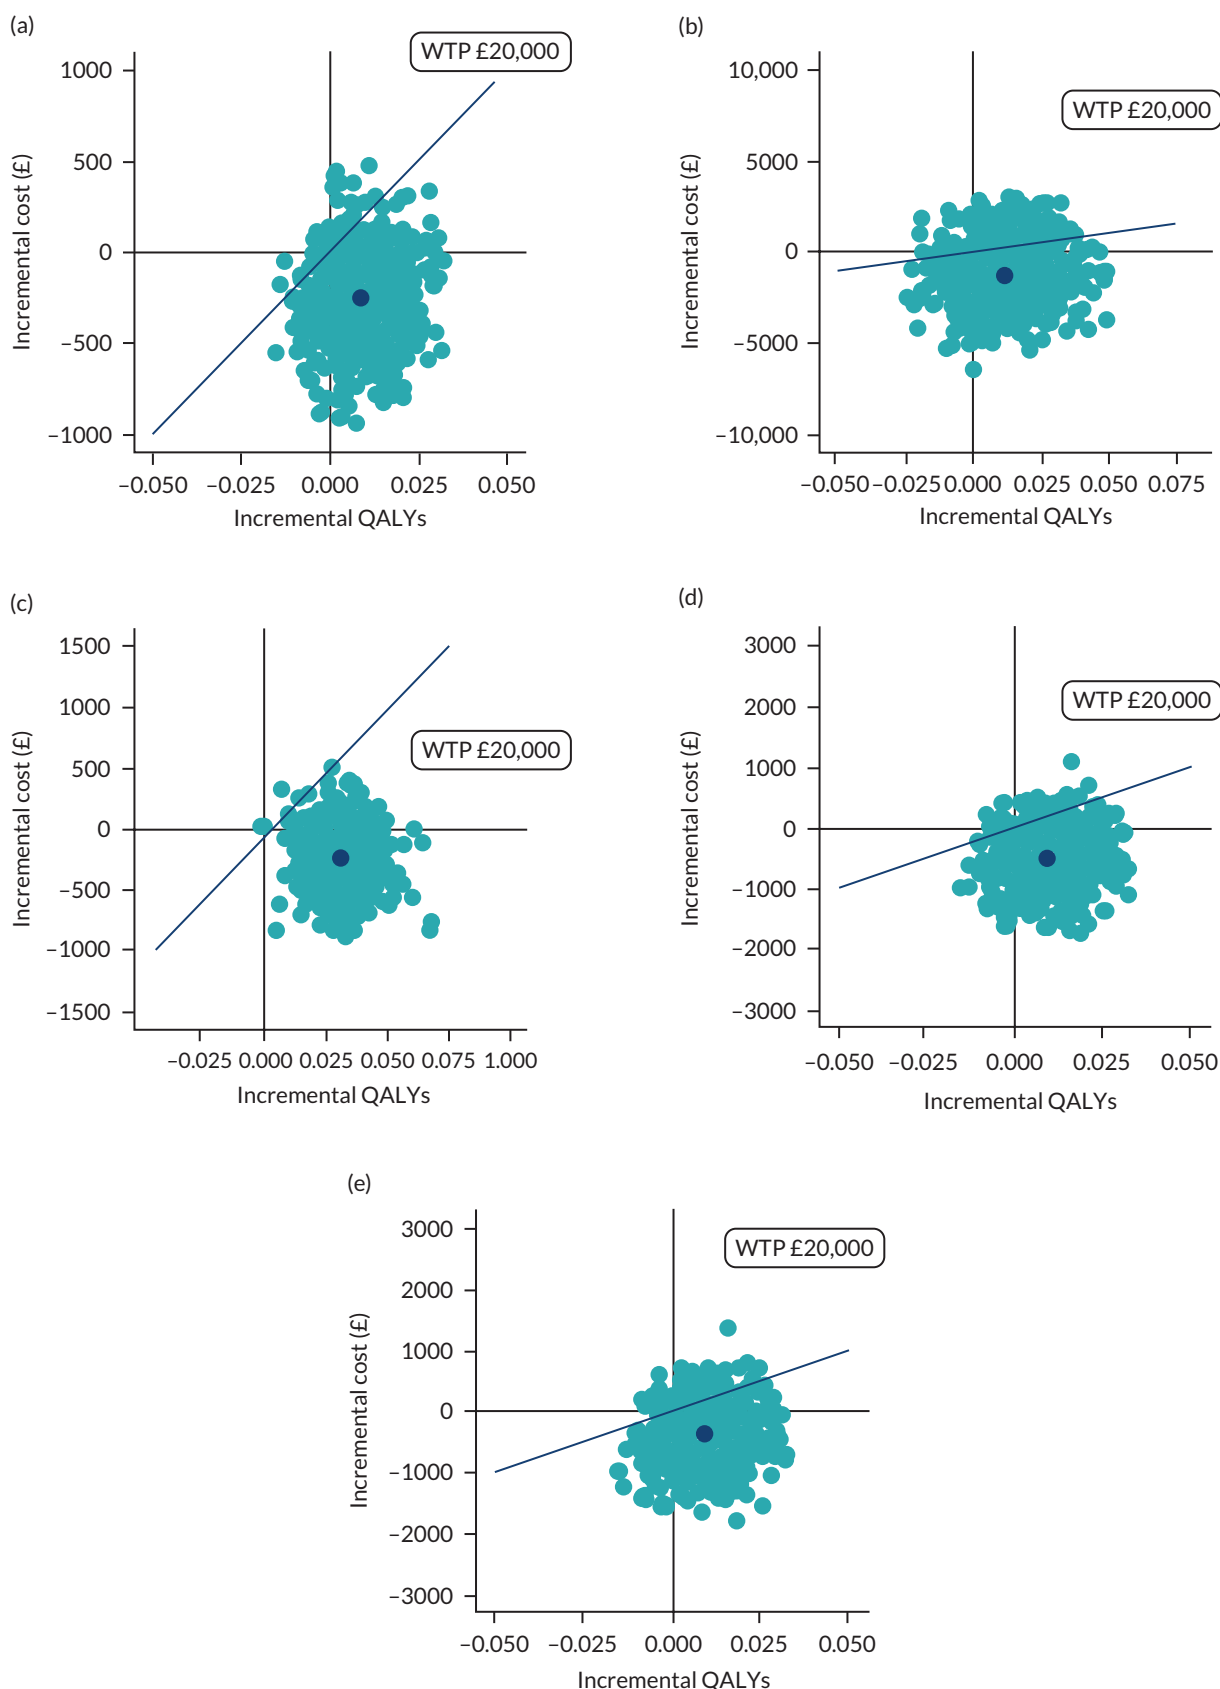 (a)
WTP £20,000
1000
500
0
−500
−1000
Incremental cost (£)
−0.050 −0.025 0.000 0.025 0.050
Incremental QALYs
(b)
WTP £20,000
10,000
5000
0
−5000
−10,000
Incremental cost (£)
−0.050 −0.025 0.000 0.025 0.050 0.075
Incremental QALYs
(c)
WTP £20,000
1500
1000
500
0
−500
−1000
−1500
Incremental cost (£)
−0.025 0.000 0.025 0.050 0.075 1.000
Incremental QALYs
(d)
WTP £20,000
3000
2000
1000
0
−1000
−2000
−3000
Incremental cost (£)
−0.050 −0.025 0.000 0.025 0.050
Incremental QALYs
(e)
WTP £20,000
3000
2000
1000
0
−1000
−2000
−3000
Incremental cost (£)
−0.050 −0.025 0.000 0.025 0.050
Incremental QALYs